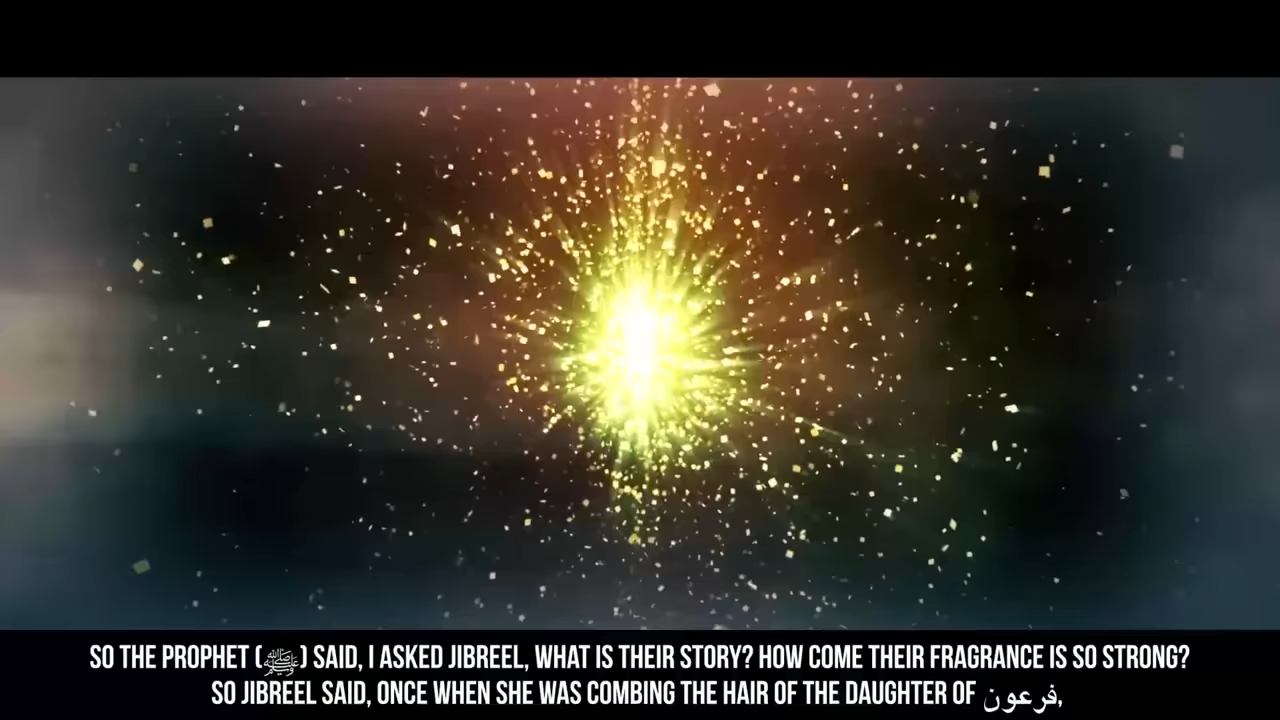 SO THE PROPHET (ﷺ) SAID, I ASKED JIBREEL, WHAT IS THEIR STORY? HOW COME THEIR FRAGRANCE IS SO STRONG?
SO JIBREEL SAID, ONCE WHEN SHE WAS COMBING THE HAIR OF THE DAUGHTER OF فرعون,